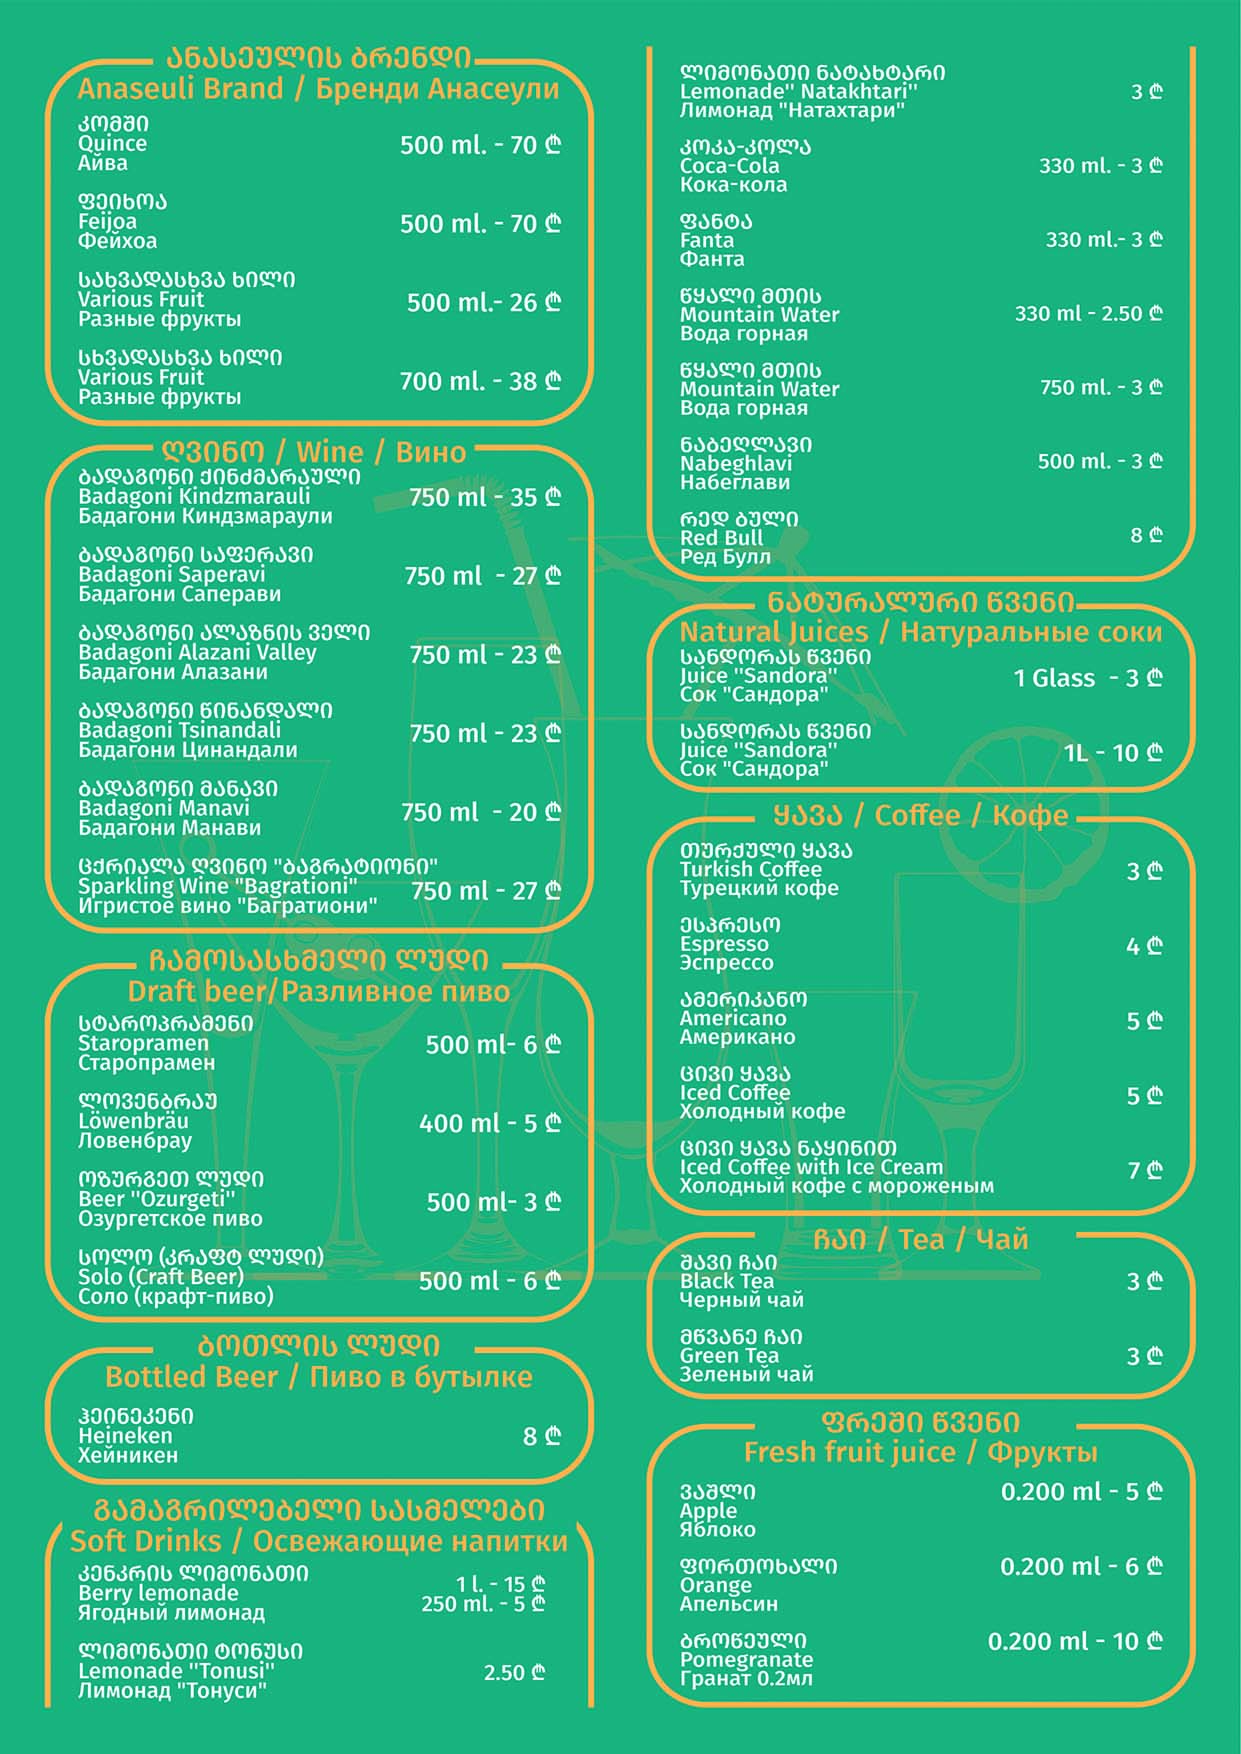 ანასეულის ბრენდი
Anaseuli Brand / Бренди Анасеули
კომში
Quince
Айва
500 ml. - 70 ₾
ფეიხოა
Feijoa
Фейхоа
500 ml. - 70 ₾
სახვადასხვა ხილი
Various Fruit
Разные фрукты
500 ml.- 26 ₾
სხვადასხვა ხილი
Various Fruit
Разные фрукты
700 ml. - 38 ₾
ღვინო / Wine / Вино
ბადაგონი ქინძმარაული
Badagoni Kindzmarauli
Бадагони Киндзмараули
750 ml - 35 ₾
ბადაგონი საფერავი
Badagoni Saperavi
Бадагони Саперави
750 ml - 27 ₾
ბადაგონი ალაზნის ველი
Badagoni Alazani Valley
Бадагони Алазани
750 ml - 23 ₾
ბადაგონი წინანდალი
Badagoni Tsinandali
Бадагони Цинандали
750 ml - 23 ₾
ბადაგონი მანავი
Badagoni Manavi
Бадагони Манави
750 ml - 20 ₾
ცქრიალა ღვინო "ბაგრატიონი"
Sparkling Wine "Bagrationi"
Игристое вино "Багратиони"
750 ml - 27 ₾
ჩამოსასხმელი ლუდი
Draft beer/Разливное пиво
სტაროპრამენი
Staropramen
Старопрамен
500 ml- 6 ₾
ლოვენბრაუ
Löwenbräu
Ловенбрау
400 ml - 5 ₾
ოზურგეთ ლუდი
Beer ''Ozurgeti''
Озургетское пиво
500 ml- 3 ₾
სოლო (კრაფტ ლუდი)
Solo (Craft Beer)
Соло (крафт-пиво)
500 ml - 6 ₾
ბოთლის ლუდი
Bottled Beer / Пиво в бутылке
ჰეინეკენი
Heineken
Хейникен
8 ₾
გამაგრილებელი სასმელები
Soft Drinks / Освежающие напитки
კენკრის ლიმონათი
Berry lemonade
Ягодный лимонад
1 l. - 15 ₾
250 ml. - 5 ₾
ლიმონათი ტონუსი
Lemonade ''Tonusi''
Лимонад "Тонуси"
2.50 ₾
ლიმონათი ნატახტარი
Lemonade'' Natakhtari''
Лимонад "Натахтари"
3 ₾
კოკა-კოლა
Coca-Cola
Кока-кола
330 ml. - 3 ₾
ფანტა
Fanta
Фанта
330 ml.- 3 ₾
წყალი მთის
Mountain Water
Вода горная
330 ml - 2.50 ₾
წყალი მთის
Mountain Water
Вода горная
750 ml. - 3 ₾
ნაბეღლავი
Nabeghlavi
Набеглави
500 ml. - 3 ₾
რედ ბული
Red Bull
Ред Булл
8 ₾
ნატურალური წვენი
Natural Juices / Натуральные соки
სანდორას წვენი
Juice ''Sandora''
Сок "Сандора"
1 Glass - 3 ₾
სანდორას წვენი
Juice ''Sandora''
Сок "Сандора"
1L - 10 ₾
ყავა / Coffee / Кофе
თურქული ყავა
Turkish Coffee
Турецкий кофе
3 ₾
ესპრესო
Espresso
Эспрессо
4 ₾
ამერიკანო
Americano
Американо
5 ₾
ცივი ყავა
Iced Coffee
Холодный кофе
5 ₾
ცივი ყავა ნაყინით
Iced Coffee with Ice Cream
Холодный кофе с мороженым
7 ₾
ჩაი / Tea / Чай
შავი ჩაი
Black Tea
Черный чай
3 ₾
მწვანე ჩაი
Green Tea
Зеленый чай
3 ₾
ფრეში წვენი
Fresh fruit juice / Фрукты
ვაშლი
Apple
Яблоко
0.200 ml - 5 ₾
ფორთოხალი
Orange
Апельсин
0.200 ml - 6 ₾
ბროწეული
Pomegranate
Гранат 0.2мл
0.200 ml - 10 ₾